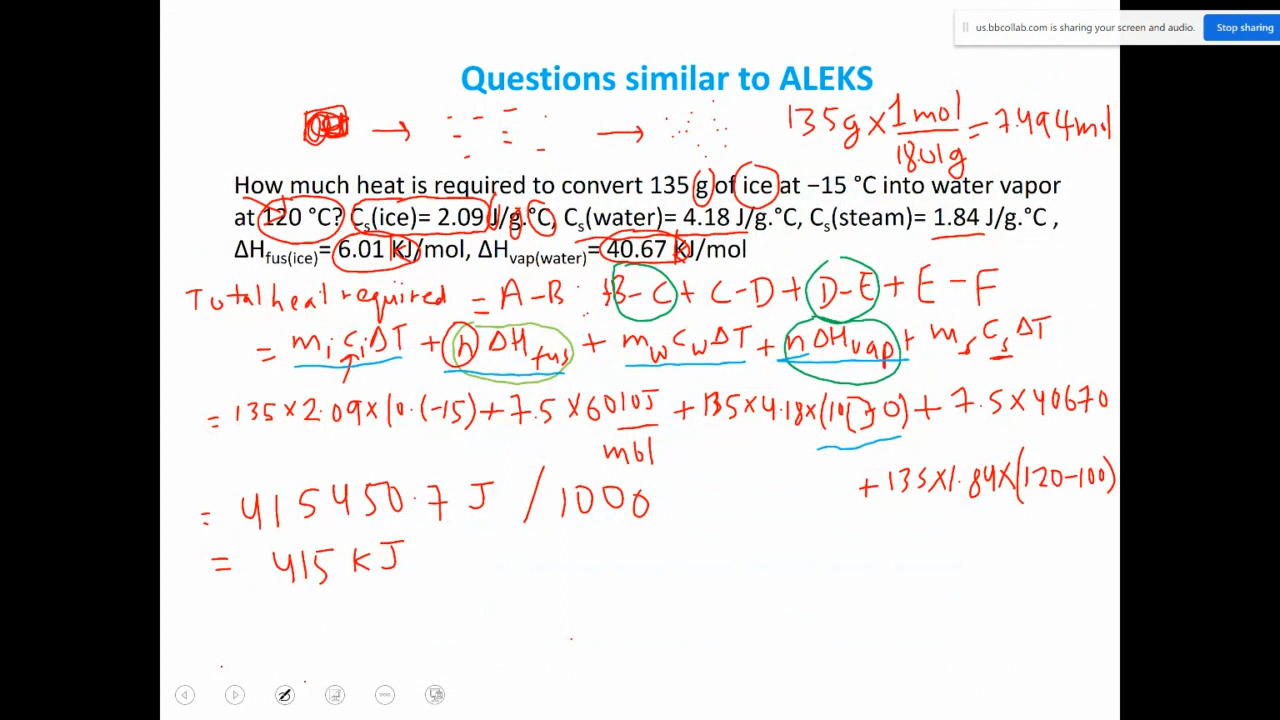 us.bbcollab.com is sharing your screen and audio. Stop sharing
Questions similar to ALEKS
135g × 1 mol / 18.01g = 7.494 mol
How much heat is required to convert 135 g of ice at −15 °C into water vapor
at 120 °C? Cs(ice)= 2.09 J/g.°C, Cs(water)= 4.18 J/g.°C, Cs(steam)= 1.84 J/g.°C ,
ΔHfus(ice)= 6.01 KJ/mol, ΔHvap(water)= 40.67 KJ/mol
Total heat required = A-B + B-C + C-D + D-E + E-F
= mi ci ΔT + n ΔHfus + mw cw ΔT + n ΔHvap + ms cs ΔT
= 135 × 2.09 × (0-(-15) + 7.5 × 6010 J/mol + 135 × 4.18 × (100-0) + 7.5 × 40670
+ 135 × 1.84 × (120-100)
= 415450.7 J / 1000
= 415 kJ